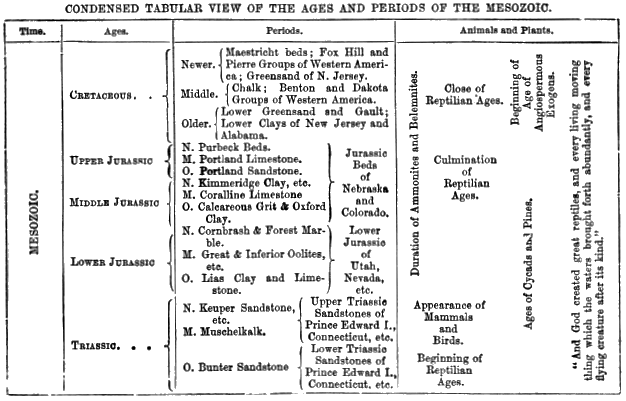 CONDENSED TABULAR VIEW OF THE AGES AND PERIODS OF THE MESOZOIC.
Time.
Ages.
Periods.
Animals and Plants.
MESOZOIC.
CRETACEOUS. .
Newer.
Maestricht beds; Fox Hill and
Pierre Groups of Western Ameri-
ca; Greensand of N. Jersey.
Middle.
Chalk; Benton and Dakota
Groups of Western America.
Older.
Lower Greensand and Gault;
Lower Clays of New Jersey and
Alabama.
UPPER JURASSIC
N. Purbeck Beds.
M. Portland Limestone.
O. Portland Sandstone.
MIDDLE JURASSIC
N. Kimmeridge Clay, etc.
M. Coralline Limestone
O. Calcareous Grit & Oxford
Clay.
Jurassic
Beds
of
Nebraska
and
Colorado.
LOWER JURASSIC
N. Cornbrash & Forest Mar-
ble.
M. Great & Inferior Oolites,
etc.
O. Lias Clay and Lime-
stone.
Lower
Jurassic
of
Utah,
Nevada,
etc.
TRIASSIC. . .
N. Keuper Sandstone,
etc.
M. Muschelkalk.
Upper Triassic
Sandstones of
Prince Edward I.,
Connecticut, etc.
O. Bunter Sandstone
Lower Triassic
Sandstones of
Prince Edward I.,
Connecticut, etc.
Duration of Ammonites and Belemnites.
Close of
Reptilian Ages.
Culmination
of
Reptilian
Ages.
Appearance of
Mammals
and
Birds.
Beginning of
Reptilian
Ages.
Beginning of
Age of
Angiospermous
Exogens.
Ages of Cycads and Pines.
"And God created great reptiles, and every living moving
thing which the waters brought forth abundantly, and every
flying creature after its kind."